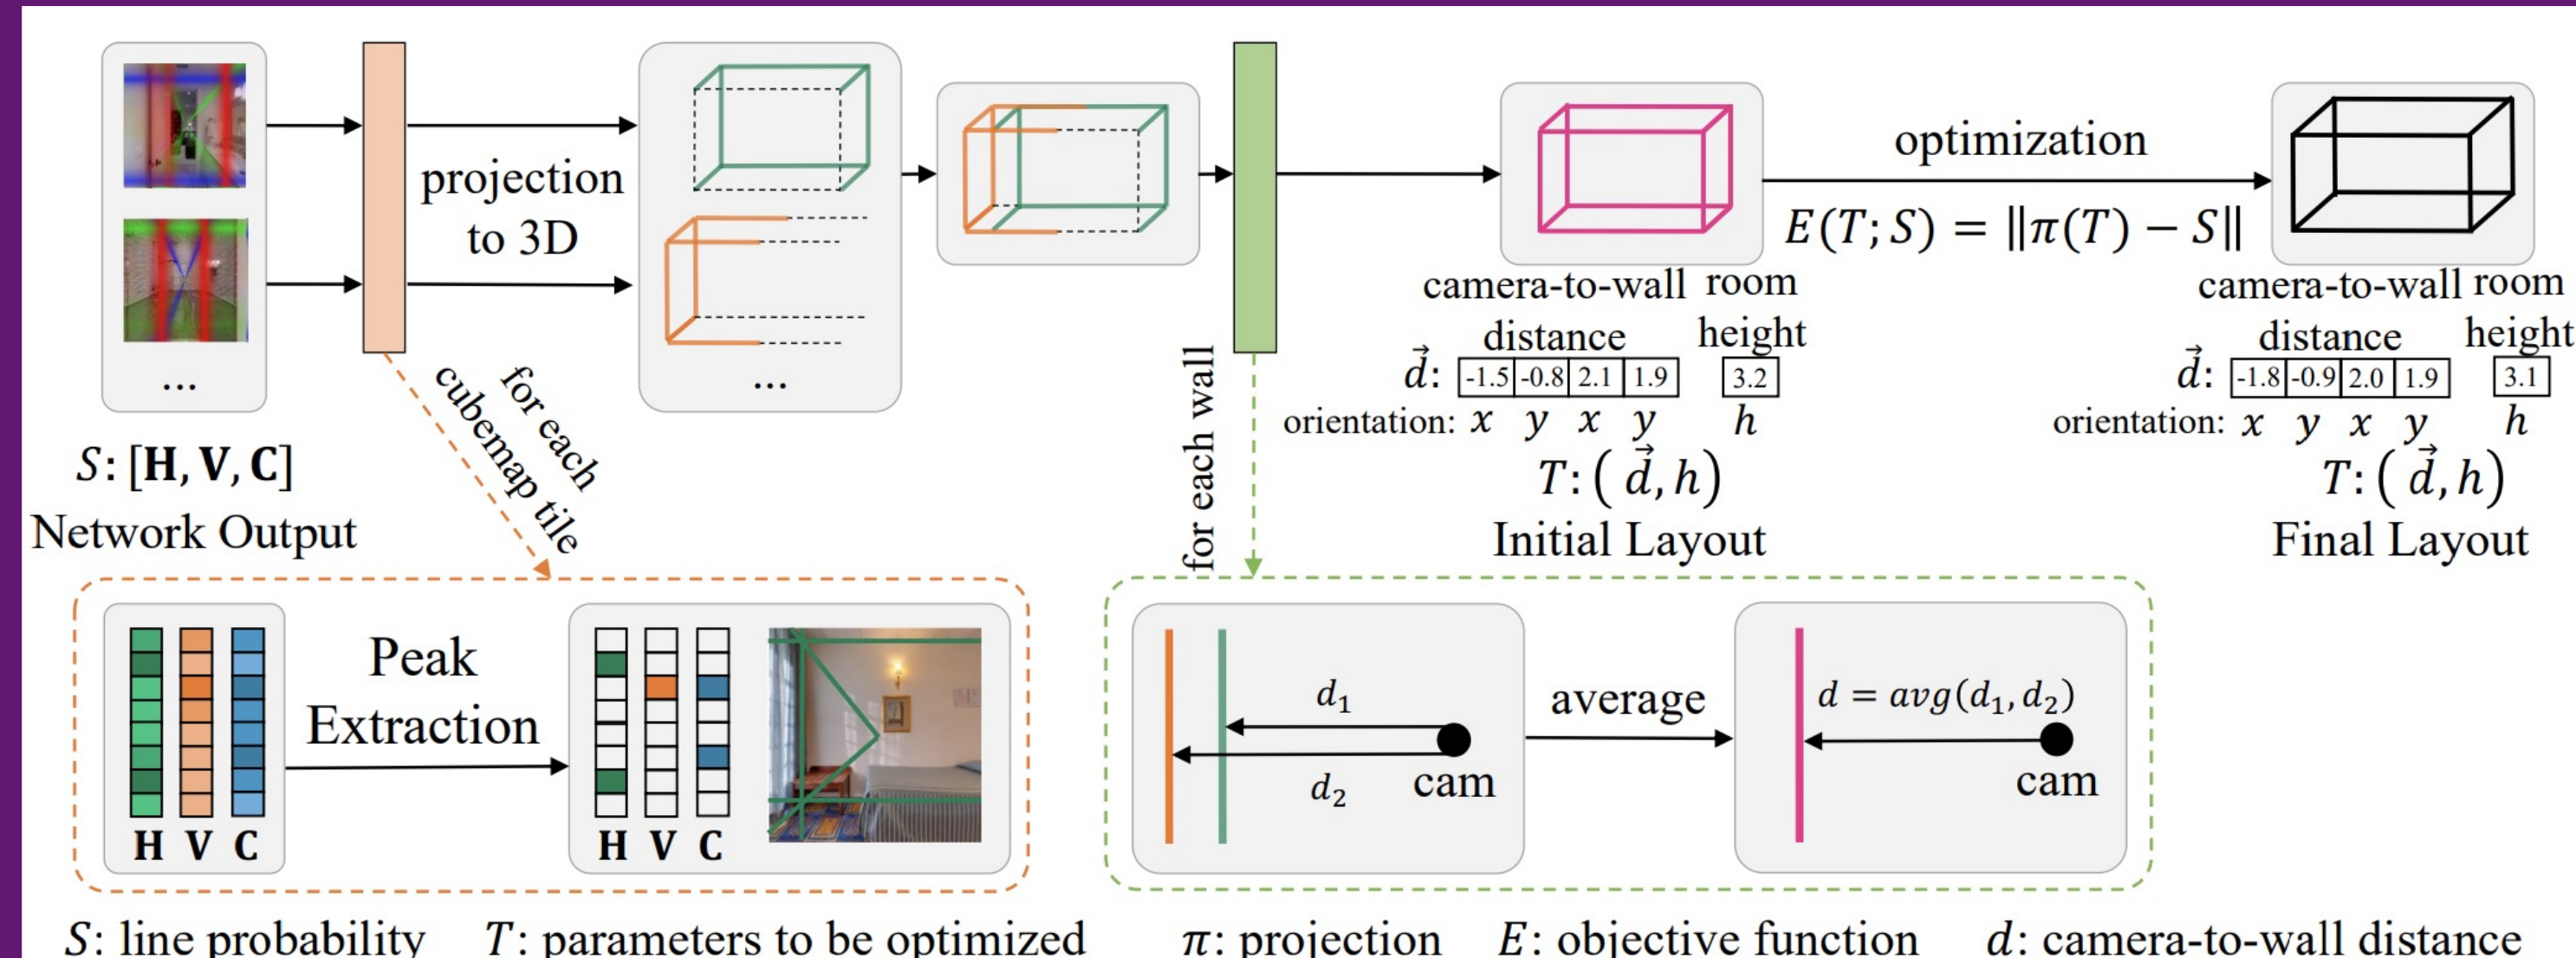 projection
to 3D
...
...
S: [H, V, C]
Network Output
for each
cubemap tile
for each wall
optimization
E(T; S) = ‖π(T) − S‖
camera-to-wall room
distance height
d⃗: -1.5 -0.8 2.1 1.9 3.2
orientation: x y x y h
T: ( d⃗, h)
Initial Layout
camera-to-wall room
distance height
d⃗: -1.8 -0.9 2.0 1.9 3.1
orientation: x y x y h
T: ( d⃗, h)
Final Layout
H V C
Peak
Extraction
H V C
d₁
d₂
cam
average
d = avg(d₁, d₂)
cam
S: line probability T: parameters to be optimized π: projection E: objective function d: camera-to-wall distance